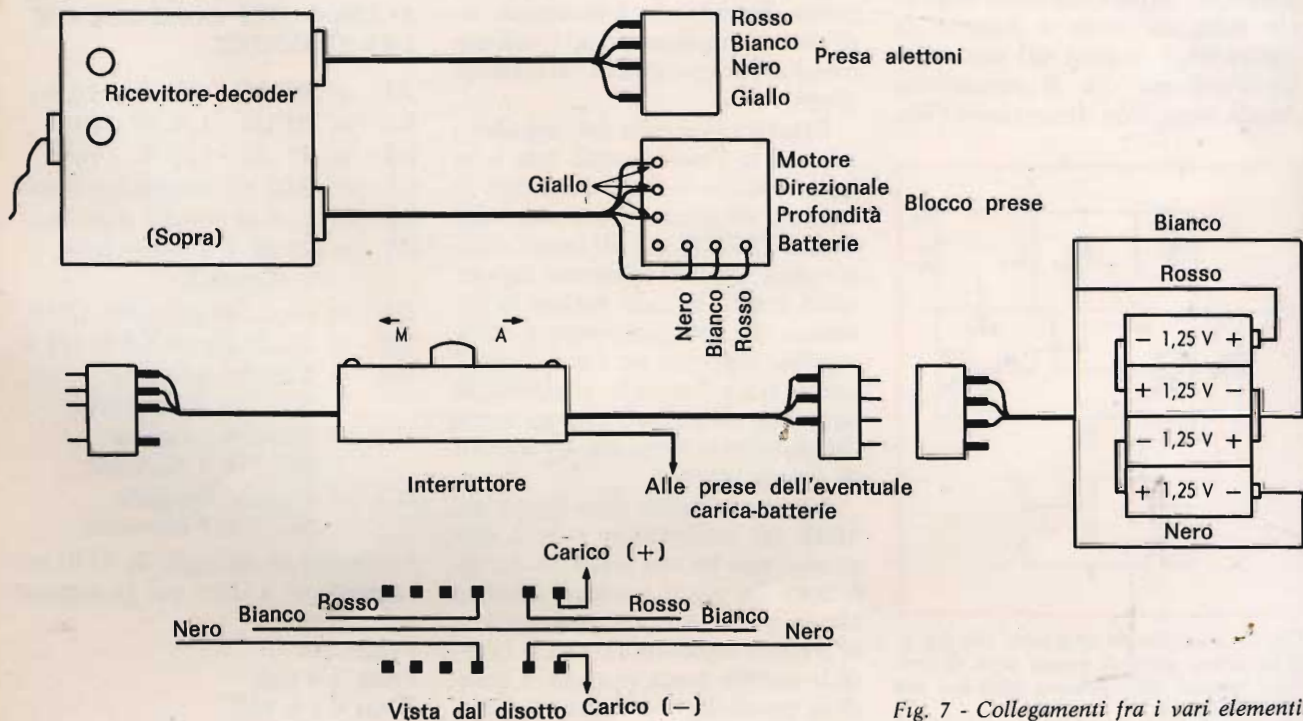 Rosso
Bianco
Nero
Giallo
Presa alettoni
Ricevitore-decoder
(Sopra)
Giallo
Motore
Direzionale
Profondità
Batterie
Blocco prese
Nero
Bianco
Rosso
M A
Interruttore
Alle prese dell'eventuale
carica-batterie
Bianco
Rosso
− 1,25 V +
+ 1,25 V −
− 1,25 V +
+ 1,25 V −
Nero
Carico (+)
Rosso Rosso
Bianco Bianco
Nero Nero
Vista dal disotto Carico (−)
Fig. 7 - Collegamenti fra i vari elementi